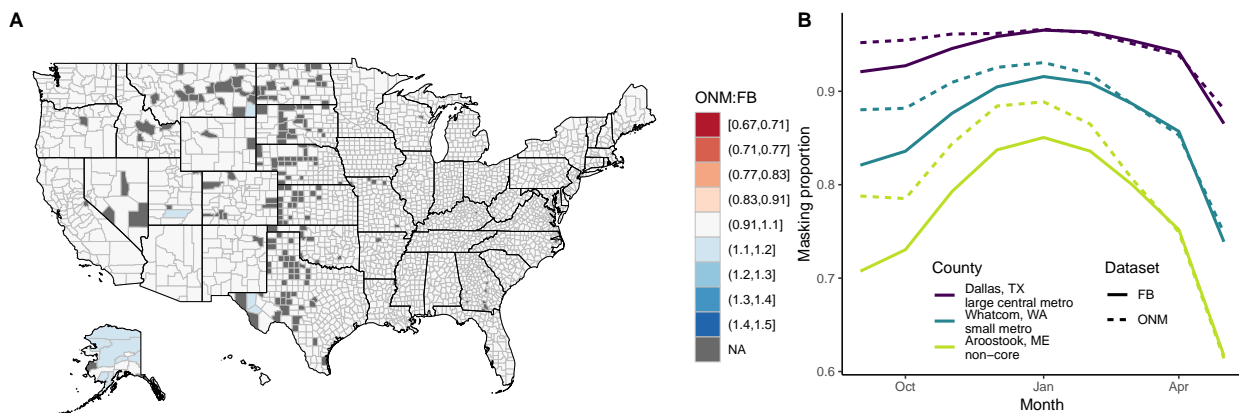 A
ONM:FB
[0.67,0.71]
(0.71,0.77]
(0.77,0.83]
(0.83,0.91]
(0.91,1.1]
(1.1,1.2]
(1.2,1.3]
(1.3,1.4]
(1.4,1.5]
NA
B
Masking proportion
0.9
0.8
0.7
0.6
County
Dallas, TX
large central metro
Whatcom, WA
small metro
Aroostook, ME
non−core
Dataset
FB
ONM
Oct
Jan
Apr
Month